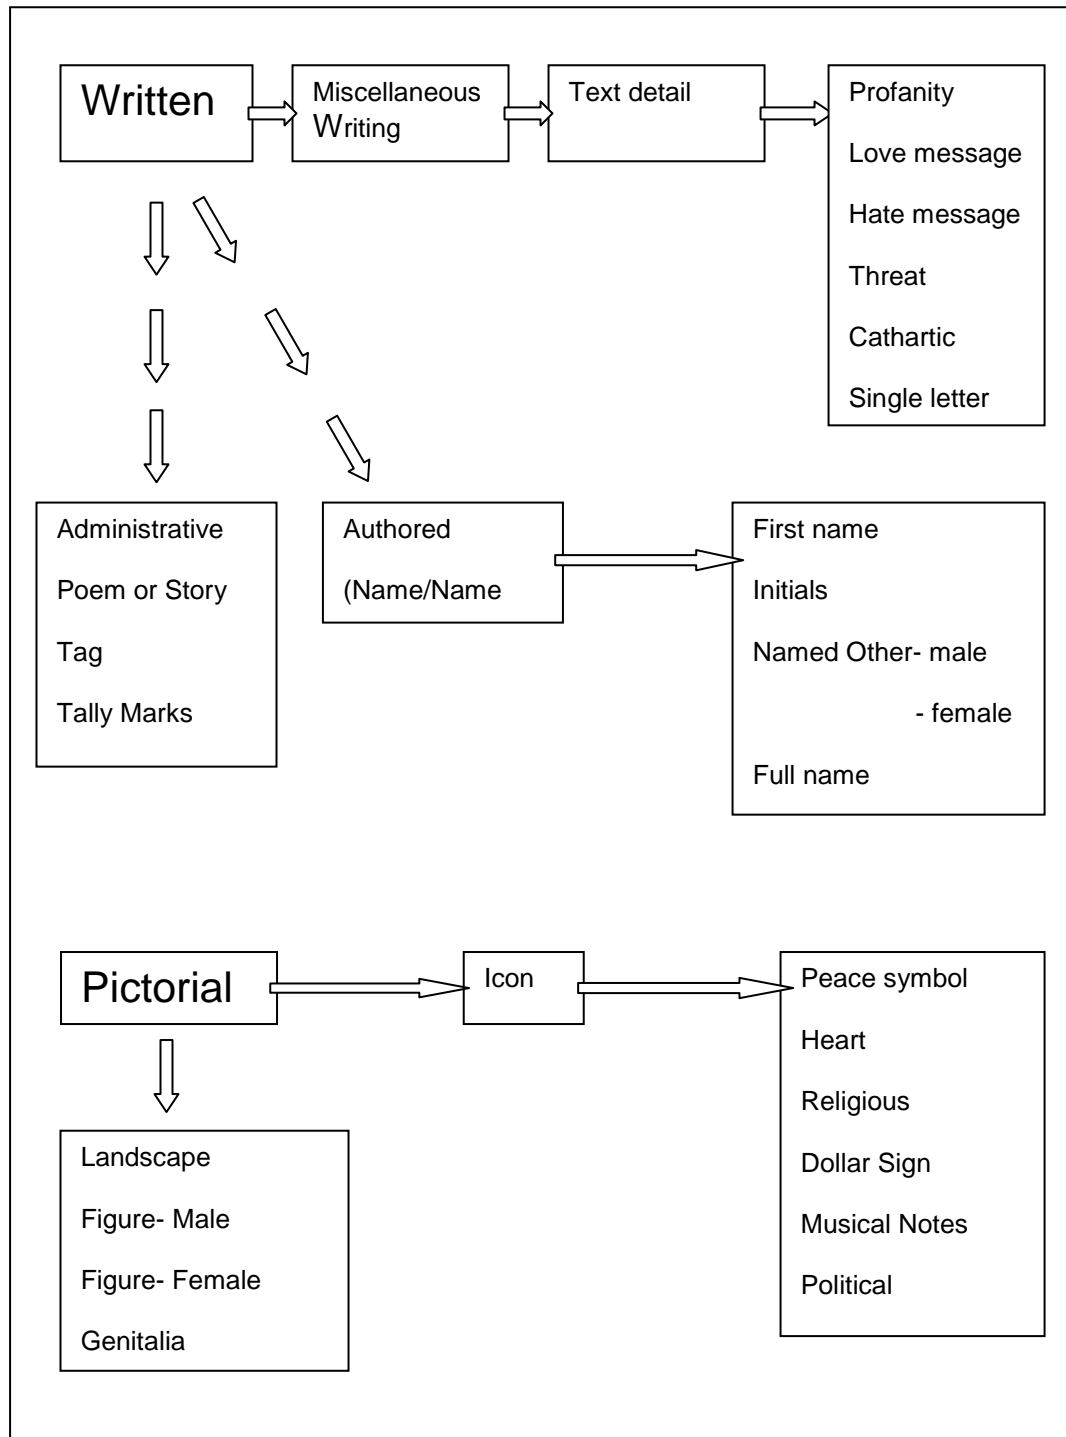 Written
Miscellaneous
Writing
Text detail
Profanity
Love message
Hate message
Threat
Cathartic
Single letter
Administrative
Poem or Story
Tag
Tally Marks
Authored
(Name/Name
First name
Initials
Named Other- male
- female
Full name
Pictorial
Icon
Peace symbol
Heart
Religious
Dollar Sign
Musical Notes
Political
Landscape
Figure- Male
Figure- Female
Genitalia